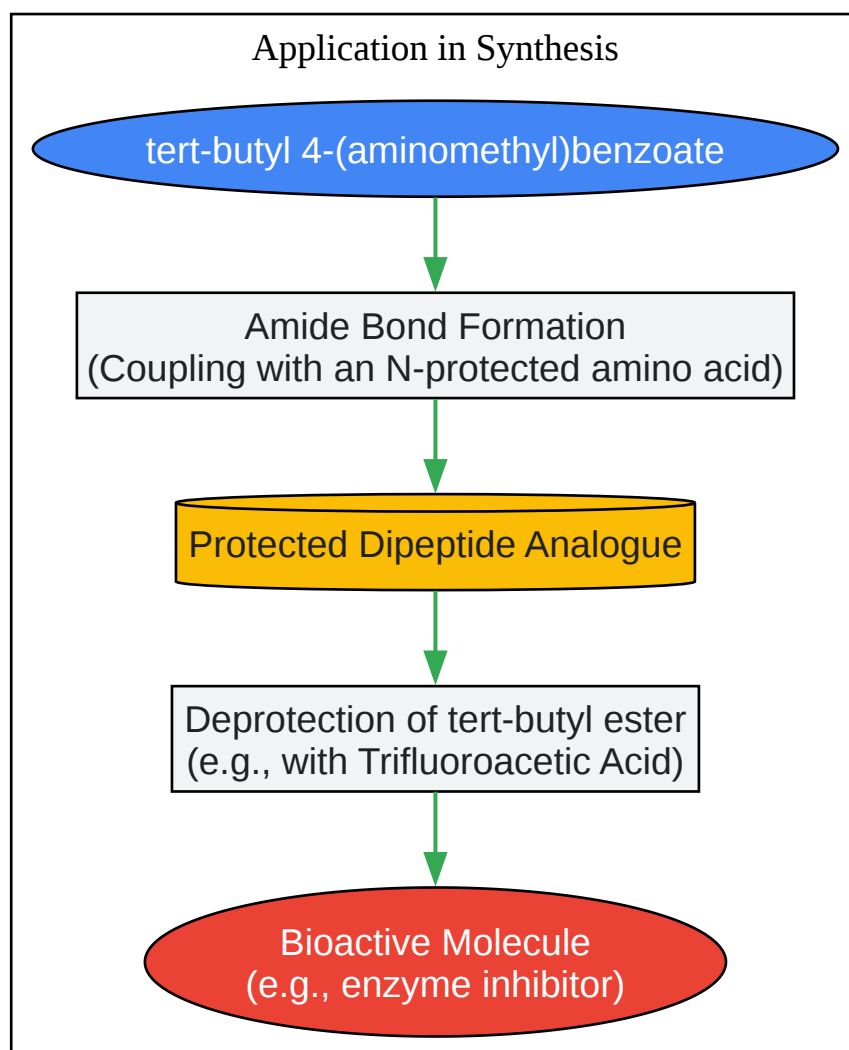 Application in Synthesis
tert-butyl 4-(aminomethyl)benzoate
Amide Bond Formation
(Coupling with an N-protected amino acid)
Protected Dipeptide Analogue
Deprotection of tert-butyl ester
(e.g., with Trifluoroacetic Acid)
Bioactive Molecule
(e.g., enzyme inhibitor)